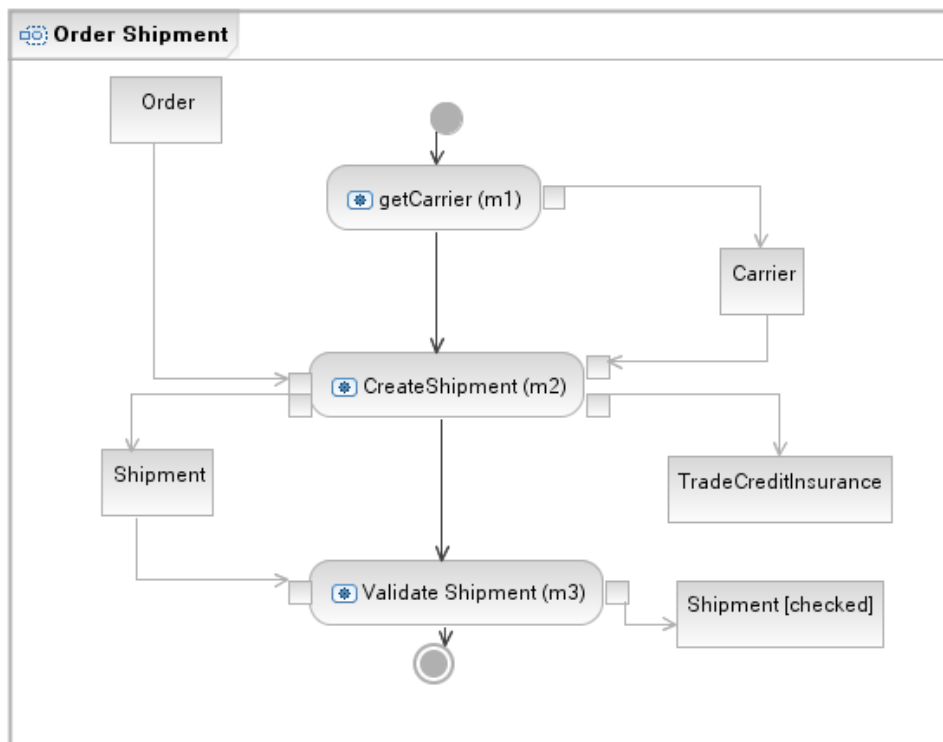 Order Shipment
Order
getCarrier (m1)
Carrier
CreateShipment (m2)
Shipment
TradeCreditInsurance
Validate Shipment (m3)
Shipment [checked]